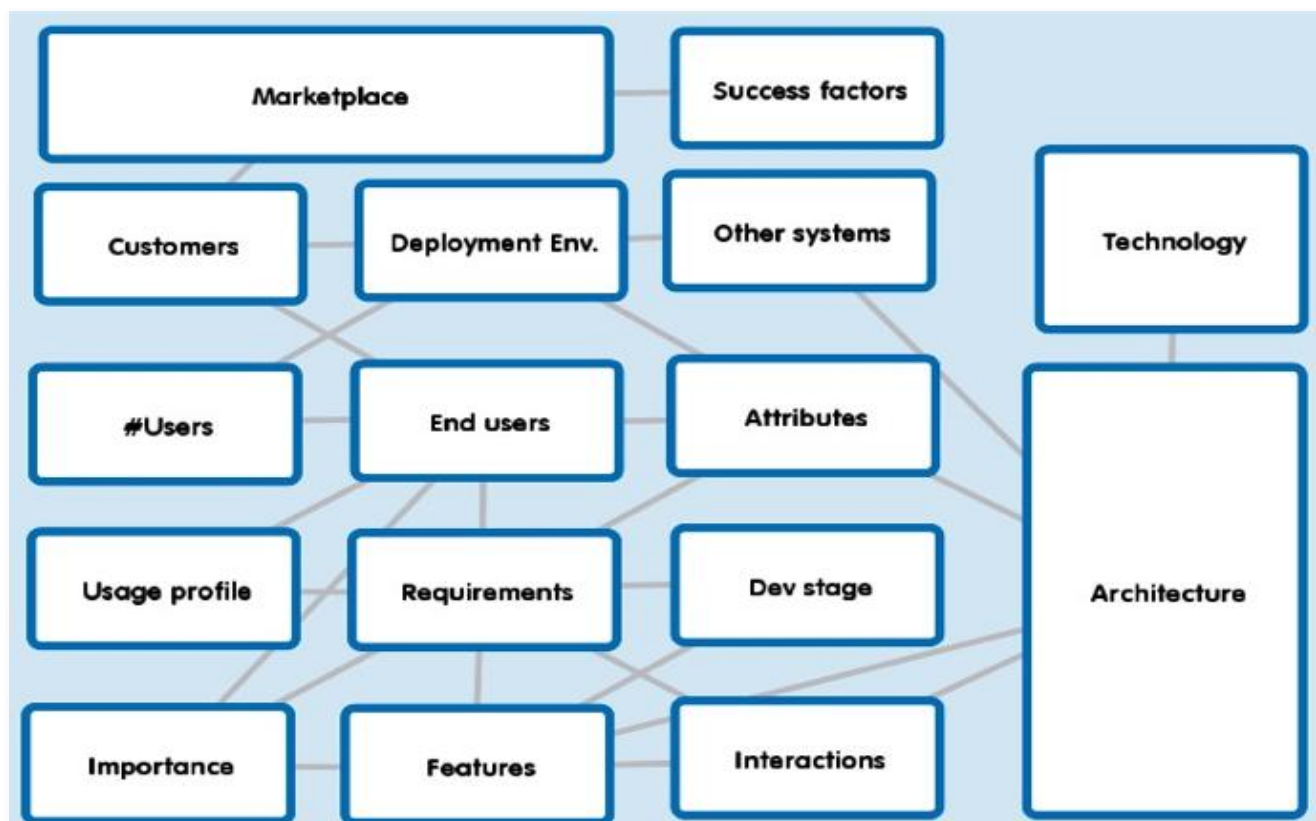 Marketplace
Success factors
Customers
Deployment Env.
Other systems
Technology
#Users
End users
Attributes
Usage profile
Requirements
Dev stage
Architecture
Importance
Features
Interactions